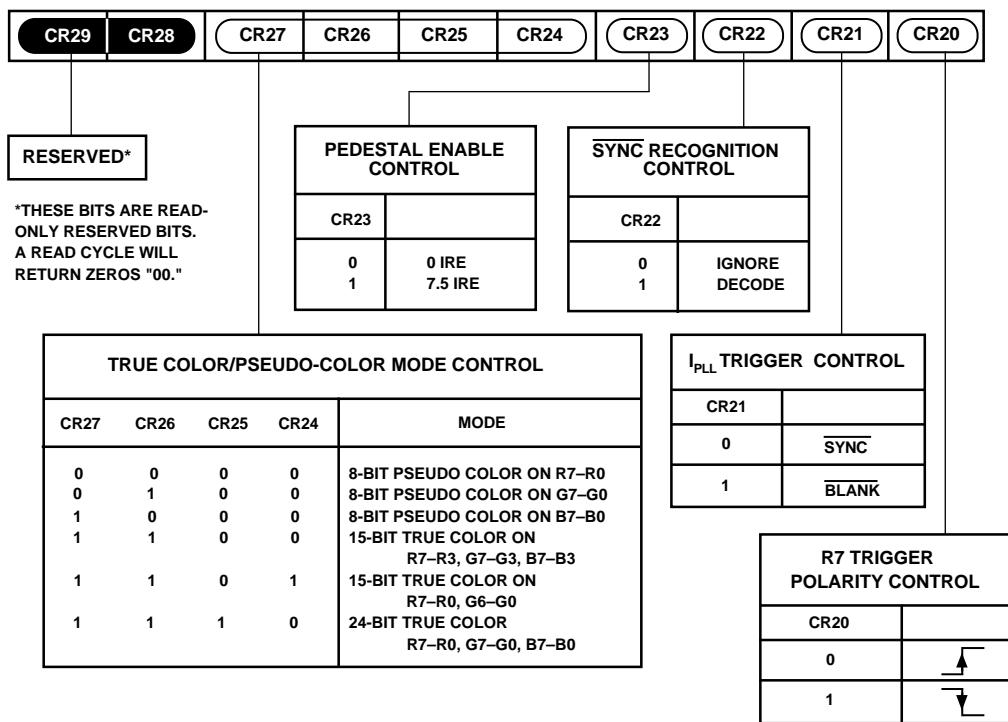 CR29 CR28 CR27 CR26 CR25 CR24 CR23 CR22 CR21 CR20
RESERVED*
*THESE BITS ARE READ-
ONLY RESERVED BITS.
A READ CYCLE WILL
RETURN ZEROS "00."
PEDESTAL ENABLE
CONTROL
CR23
0 0 IRE
1 7.5 IRE
SYNC RECOGNITION
CONTROL
CR22
0 IGNORE
1 DECODE
TRUE COLOR/PSEUDO-COLOR MODE CONTROL
CR27 CR26 CR25 CR24 MODE
0 0 0 0 8-BIT PSEUDO COLOR ON R7–R0
0 1 0 0 8-BIT PSEUDO COLOR ON G7–G0
1 0 0 0 8-BIT PSEUDO COLOR ON B7–B0
1 1 0 0 15-BIT TRUE COLOR ON
R7–R3, G7–G3, B7–B3
1 1 0 1 15-BIT TRUE COLOR ON
R7–R0, G6–G0
1 1 1 0 24-BIT TRUE COLOR
R7–R0, G7–G0, B7–B0
IPLL TRIGGER CONTROL
CR21
0 SYNC
1 BLANK
R7 TRIGGER
POLARITY CONTROL
CR20
0
1